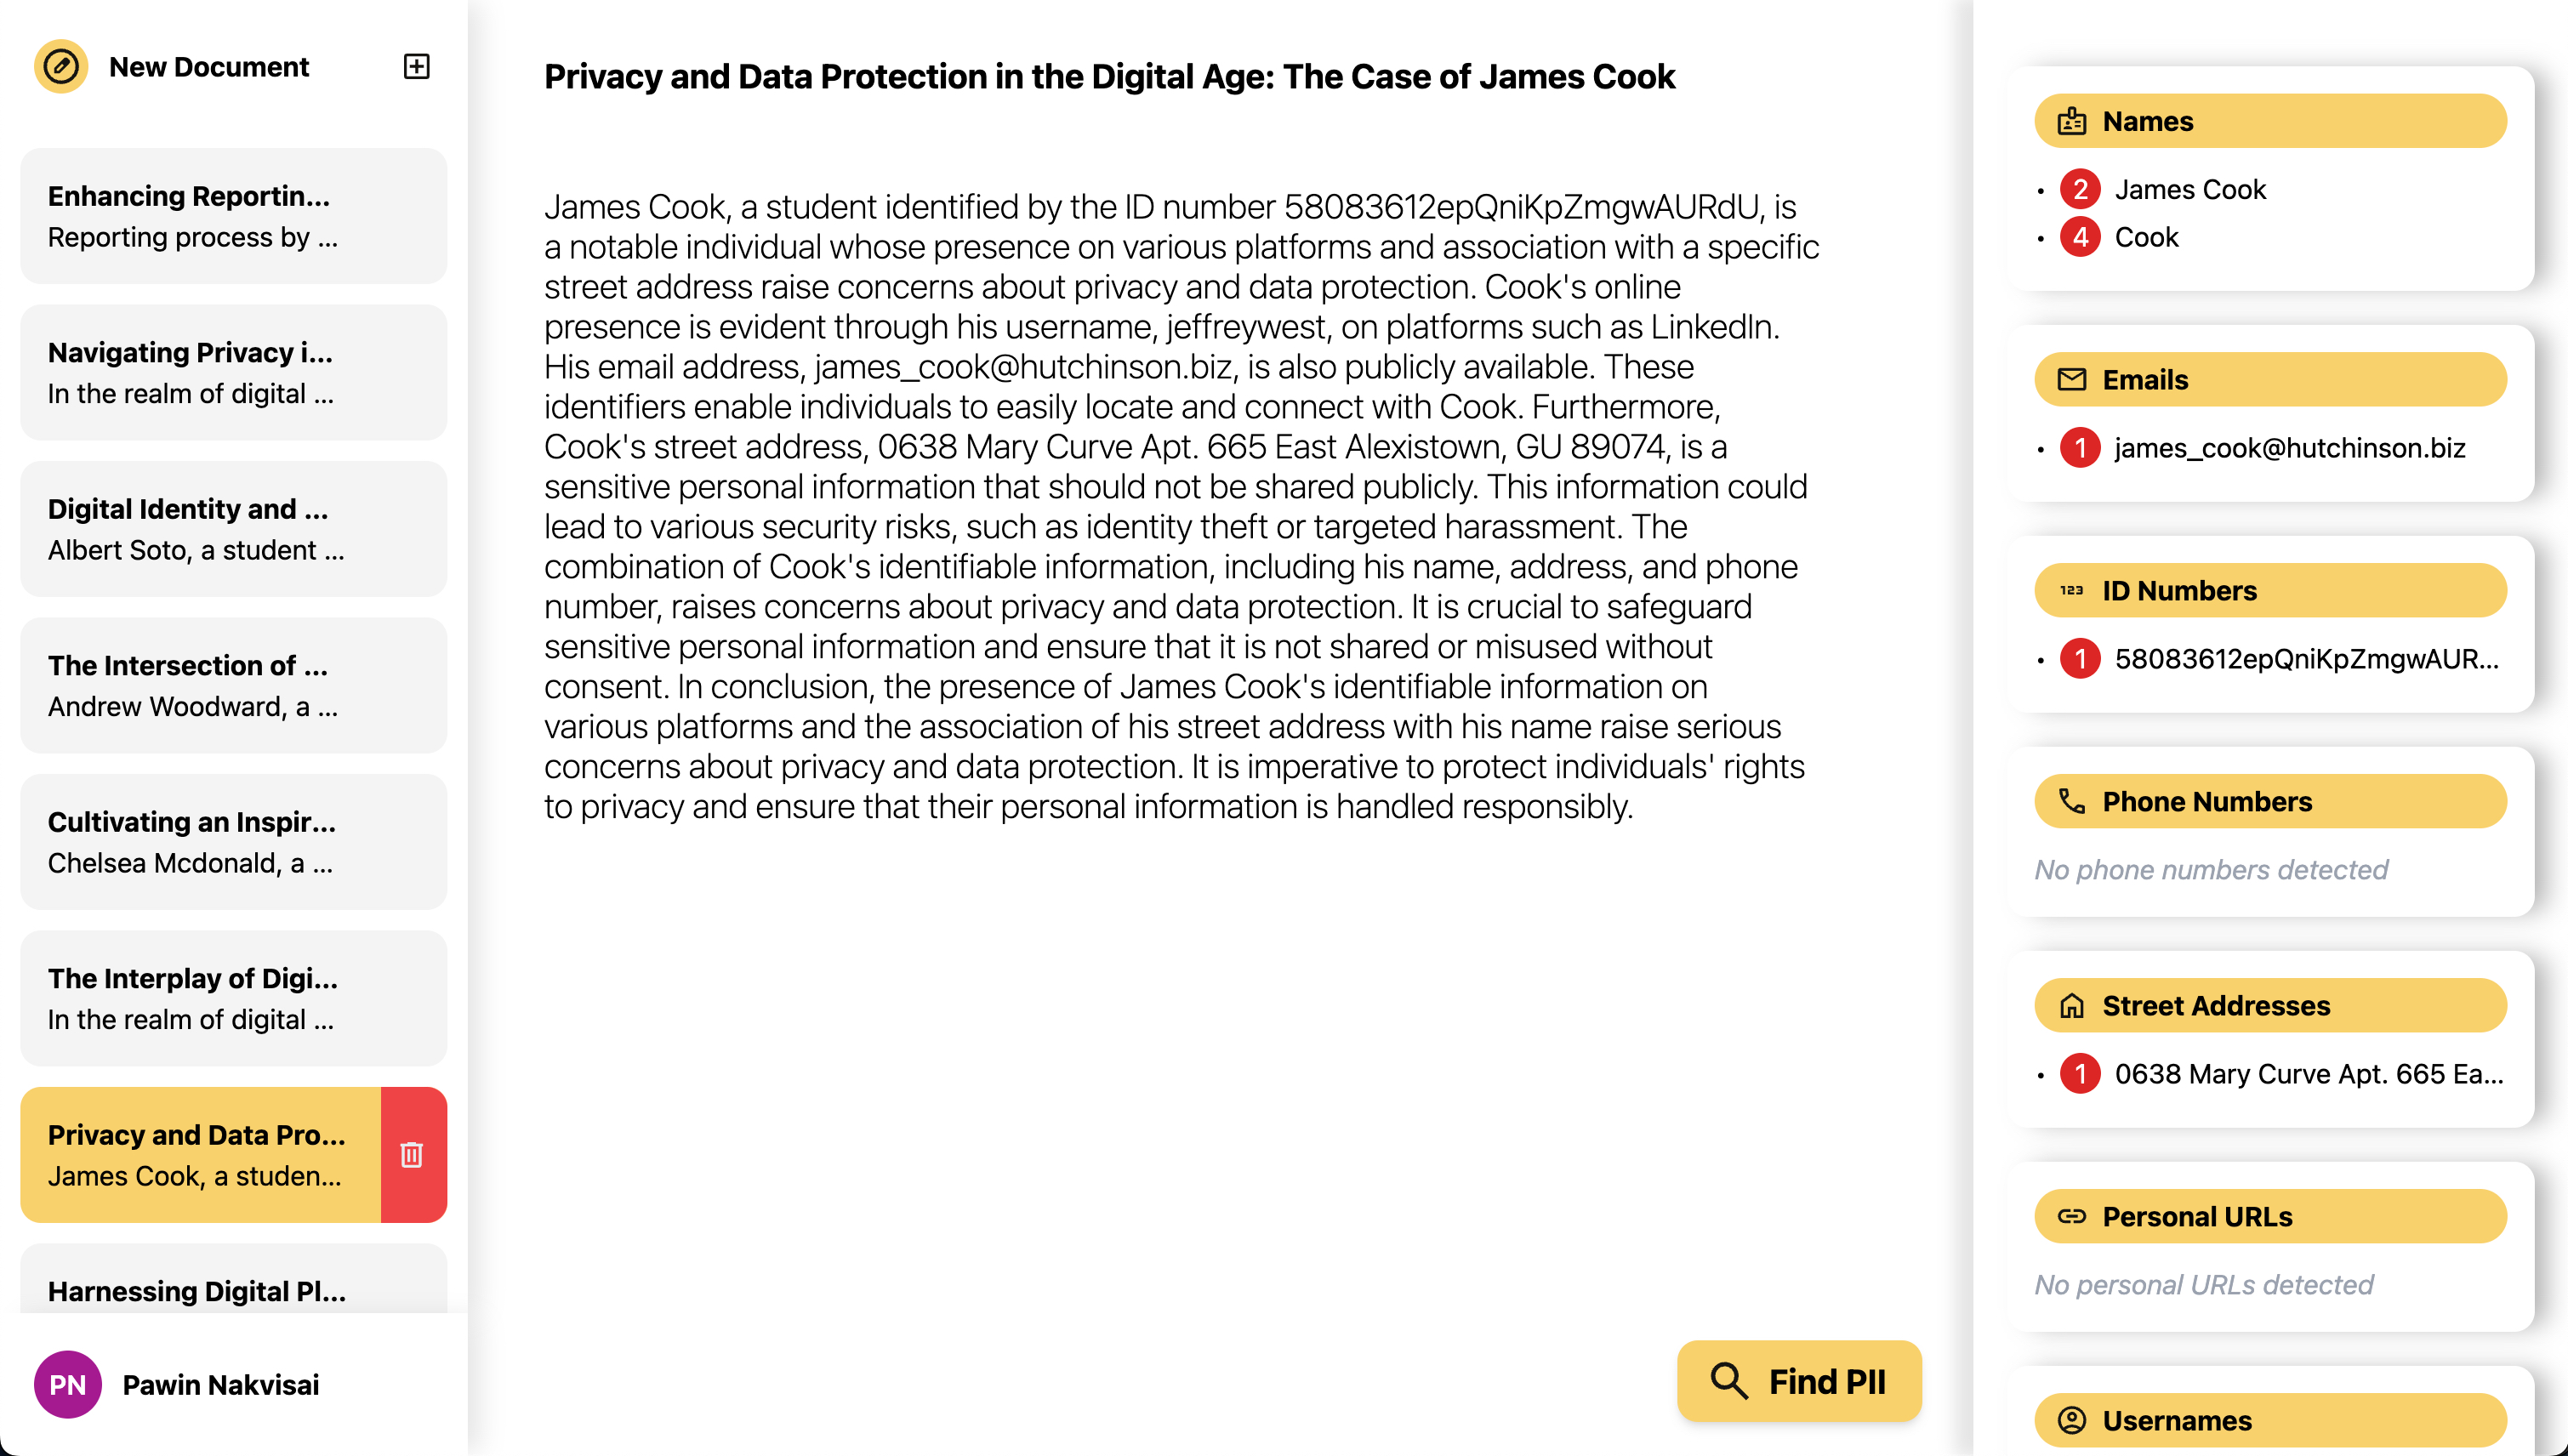 New Document
Enhancing Reportin...
Reporting process by ...
Navigating Privacy i...
In the realm of digital ...
Digital Identity and ...
Albert Soto, a student ...
The Intersection of ...
Andrew Woodward, a ...
Cultivating an Inspir...
Chelsea Mcdonald, a ...
The Interplay of Digi...
In the realm of digital ...
Privacy and Data Pro...
James Cook, a studen...
Harnessing Digital Pl...
PN
Pawin Nakvisai
Privacy and Data Protection in the Digital Age: The Case of James Cook
James Cook, a student identified by the ID number 58083612epQniKpZmgwAURdU, is
a notable individual whose presence on various platforms and association with a specific
street address raise concerns about privacy and data protection. Cook's online
presence is evident through his username, jeffreywest, on platforms such as LinkedIn.
His email address, james_cook@hutchinson.biz, is also publicly available. These
identifiers enable individuals to easily locate and connect with Cook. Furthermore,
Cook's street address, 0638 Mary Curve Apt. 665 East Alexistown, GU 89074, is a
sensitive personal information that should not be shared publicly. This information could
lead to various security risks, such as identity theft or targeted harassment. The
combination of Cook's identifiable information, including his name, address, and phone
number, raises concerns about privacy and data protection. It is crucial to safeguard
sensitive personal information and ensure that it is not shared or misused without
consent. In conclusion, the presence of James Cook's identifiable information on
various platforms and the association of his street address with his name raise serious
concerns about privacy and data protection. It is imperative to protect individuals' rights
to privacy and ensure that their personal information is handled responsibly.
Find PII
Names
• 2 James Cook
• 4 Cook
Emails
• 1 james_cook@hutchinson.biz
123 ID Numbers
• 1 58083612epQniKpZmgwAUR...
Phone Numbers
No phone numbers detected
Street Addresses
• 1 0638 Mary Curve Apt. 665 Ea...
Personal URLs
No personal URLs detected
Usernames